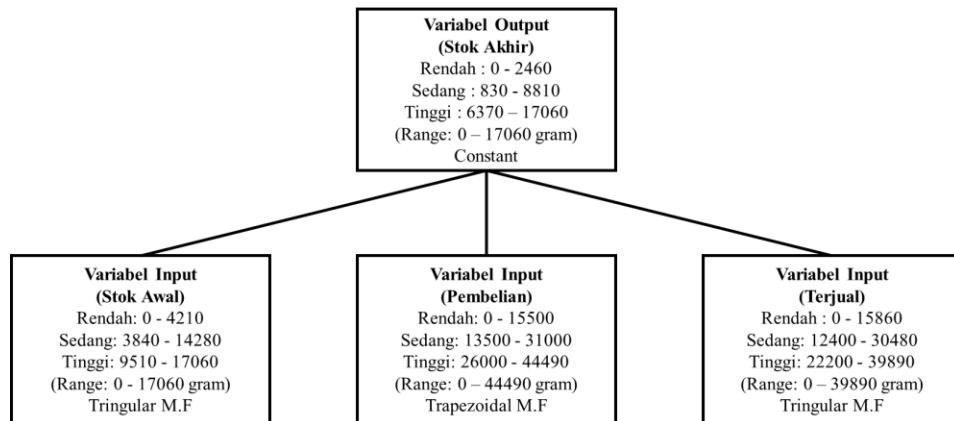 Variabel Output
(Stok Akhir)
Rendah : 0 - 2460
Sedang : 830 - 8810
Tinggi : 6370 – 17060
(Range: 0 – 17060 gram)
Constant
Variabel Input
(Stok Awal)
Rendah: 0 - 4210
Sedang: 3840 - 14280
Tinggi: 9510 - 17060
(Range: 0 - 17060 gram)
Tringular M.F
Variabel Input
(Pembelian)
Rendah: 0 - 15500
Sedang: 13500 - 31000
Tinggi: 26000 - 44490
(Range: 0 – 44490 gram)
Trapezoidal M.F
Variabel Input
(Terjual)
Rendah : 0 - 15860
Sedang: 12400 - 30480
Tinggi: 22200 - 39890
(Range: 0 – 39890 gram)
Tringular M.F